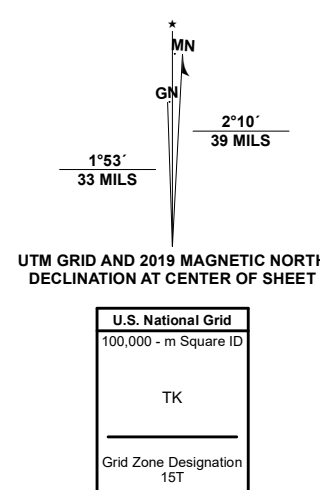 MN
GN
2°10´
39 MILS
1°53´
33 MILS
UTM GRID AND 2019 MAGNETIC NORTH
DECLINATION AT CENTER OF SHEET
U.S. National Grid
100,000 - m Square ID
TK
Grid Zone Designation
15T